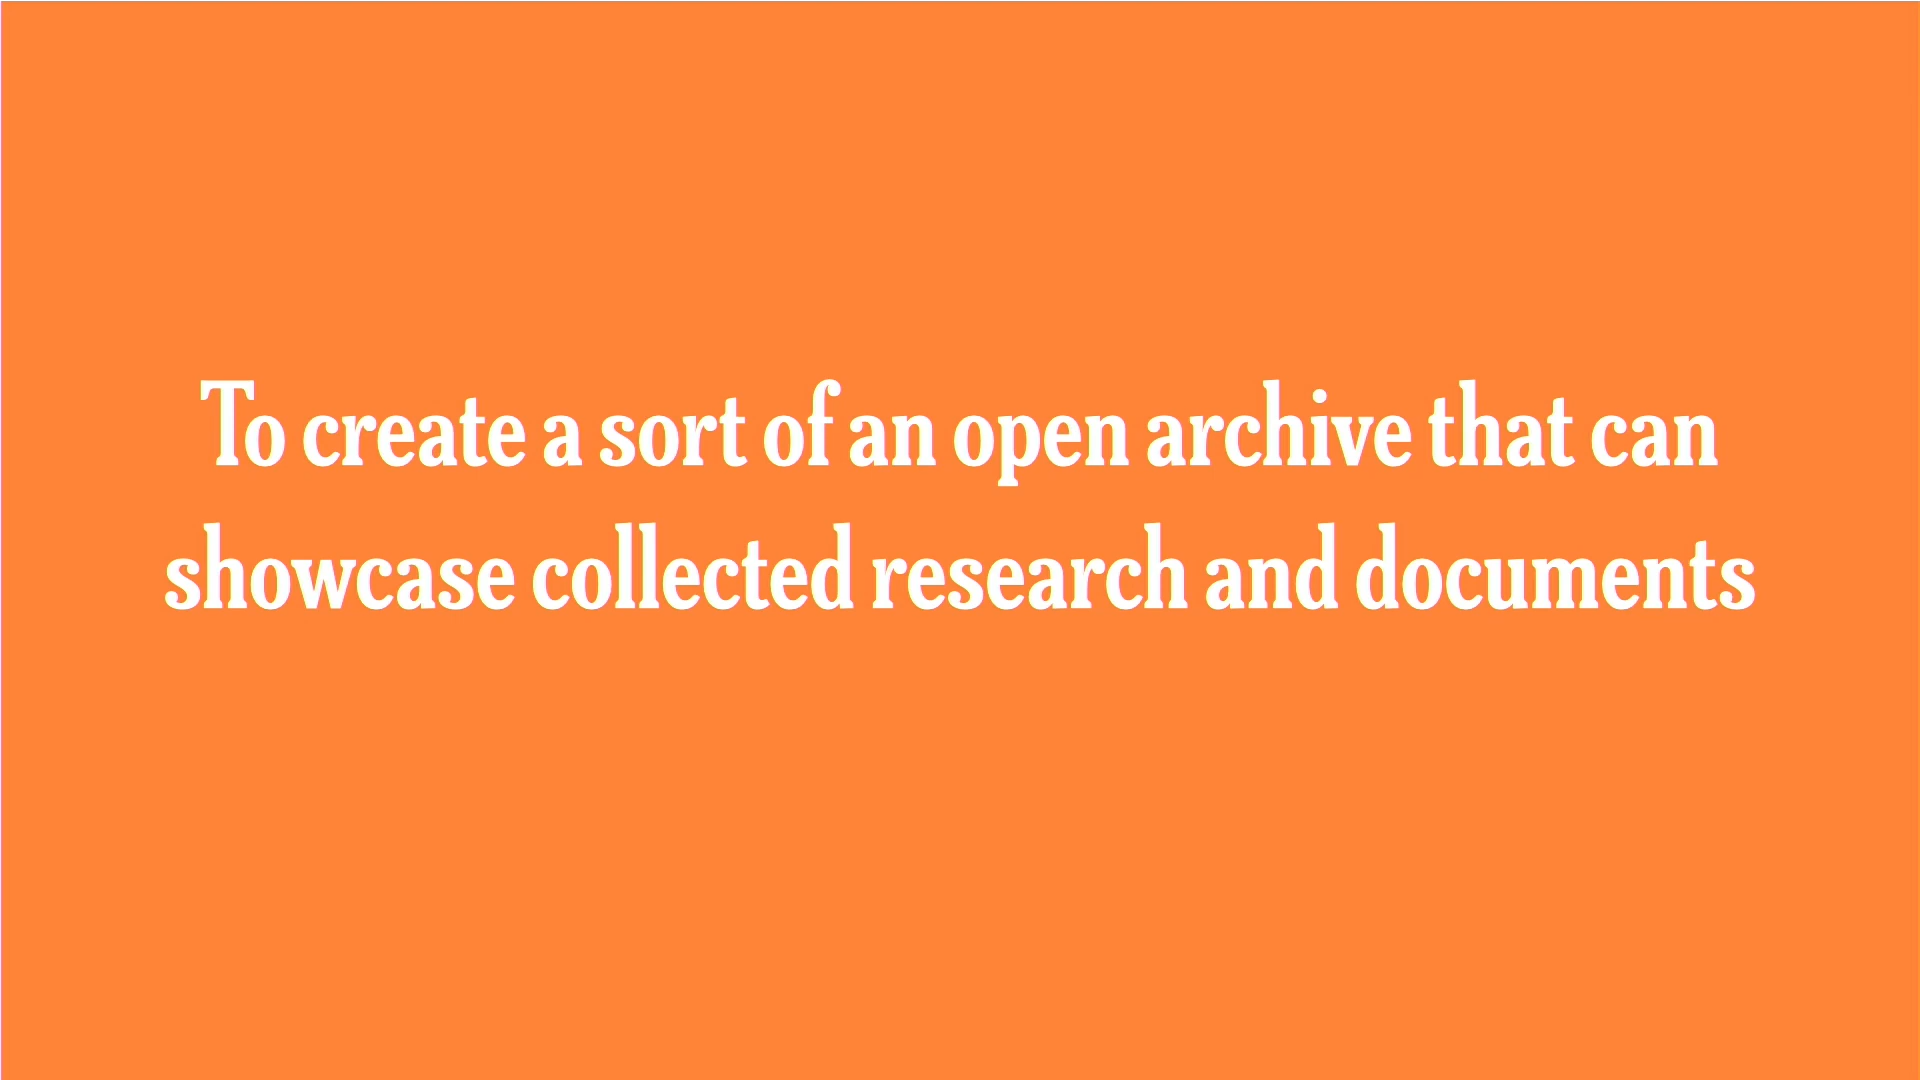 To create a sort of an open archive that can
showcase collected research and documents